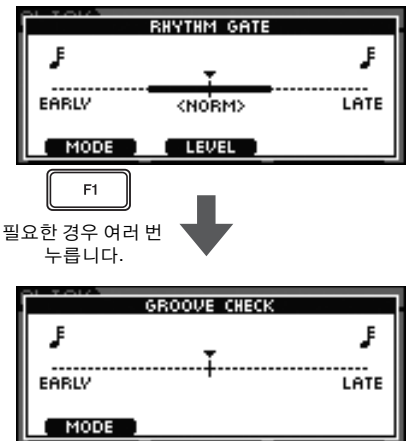 RHYTHM GATE
EARLY <NORM> LATE
MODE LEVEL
F1
필요한 경우 여러 번
누릅니다.
GROOVE CHECK
EARLY LATE
MODE